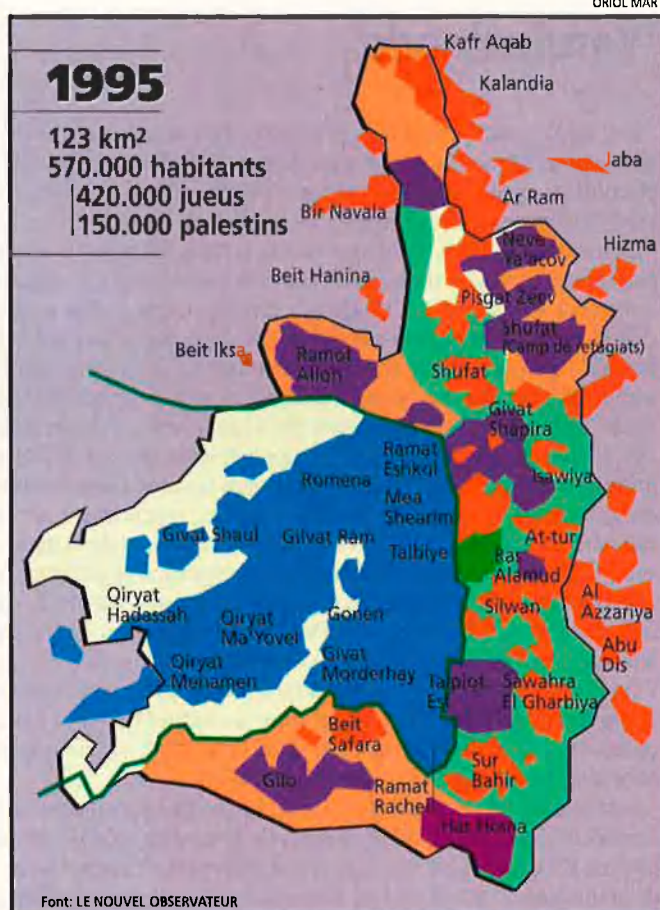 ORIOL MAR
1995
123 km²
570.000 habitants
420.000 jueus
150.000 palestins
Kafr Aqab
Kalandia
Jaba
Ar Ram
Bir Navala
Neve
Ya'acov
Hizma
Beit Hanina
Pisgat Zeev
Shufat
(Camp de refugiats)
Beit Iksa
Ramot
Allon
Shufat
Givat
Shapira
Ramat
Eshkol
Romena
Isawiya
Mea
Shearim
Givat Shaul
Gilvat Ram
Talbiye
At-tur
Ras
Alamud
Qiryat
Hadassah
Silwan
Al
Azzariya
Qiryat
Ma'Yovel
Gonen
Abu
Dis
Qiryat
Menamen
Givat
Morderhay
Talpiot
Est
Sawahra
El Gharbiya
Beit
Safara
Sur
Bahir
Gilo
Ramat
Rachel
Har Homa
Font: LE NOUVEL OBSERVATEUR